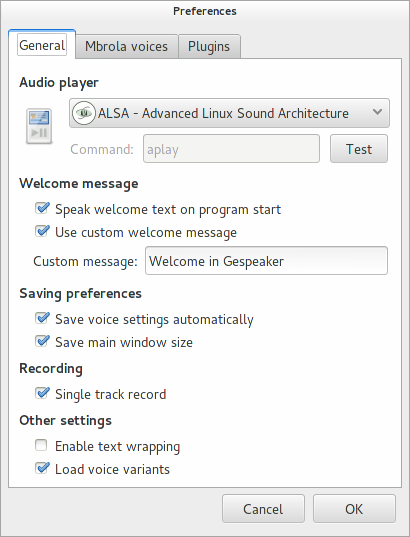 Preferences
General Mbrola voices Plugins
Audio player
ALSA - Advanced Linux Sound Architecture
Command: aplay Test
Welcome message
Speak welcome text on program start
Use custom welcome message
Custom message: Welcome in Gespeaker
Saving preferences
Save voice settings automatically
Save main window size
Recording
Single track record
Other settings
Enable text wrapping
Load voice variants
Cancel OK